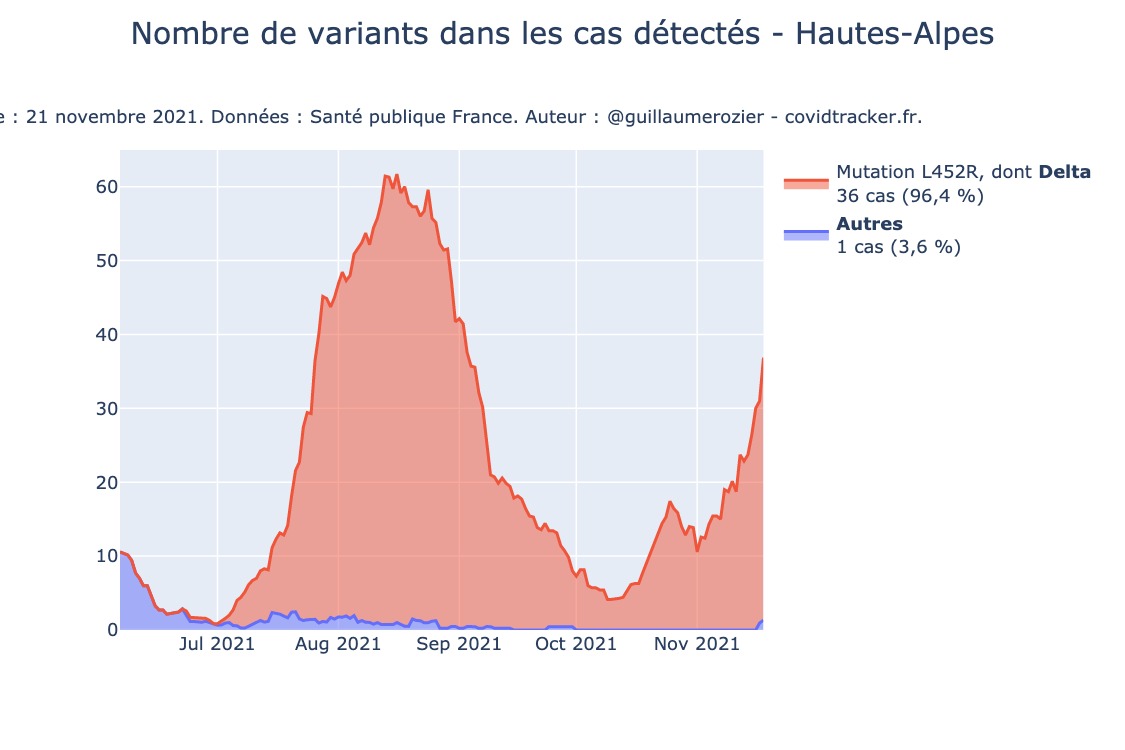 Nombre de variants dans les cas détectés - Hautes-Alpes
: 21 novembre 2021. Données : Santé publique France. Auteur : @guillaumerozier - covidtracker.fr.
Mutation L452R, dont Delta
36 cas (96,4 %)
Autres
1 cas (3,6 %)
60
50
40
30
20
10
0
Jul 2021 Aug 2021 Sep 2021 Oct 2021 Nov 2021